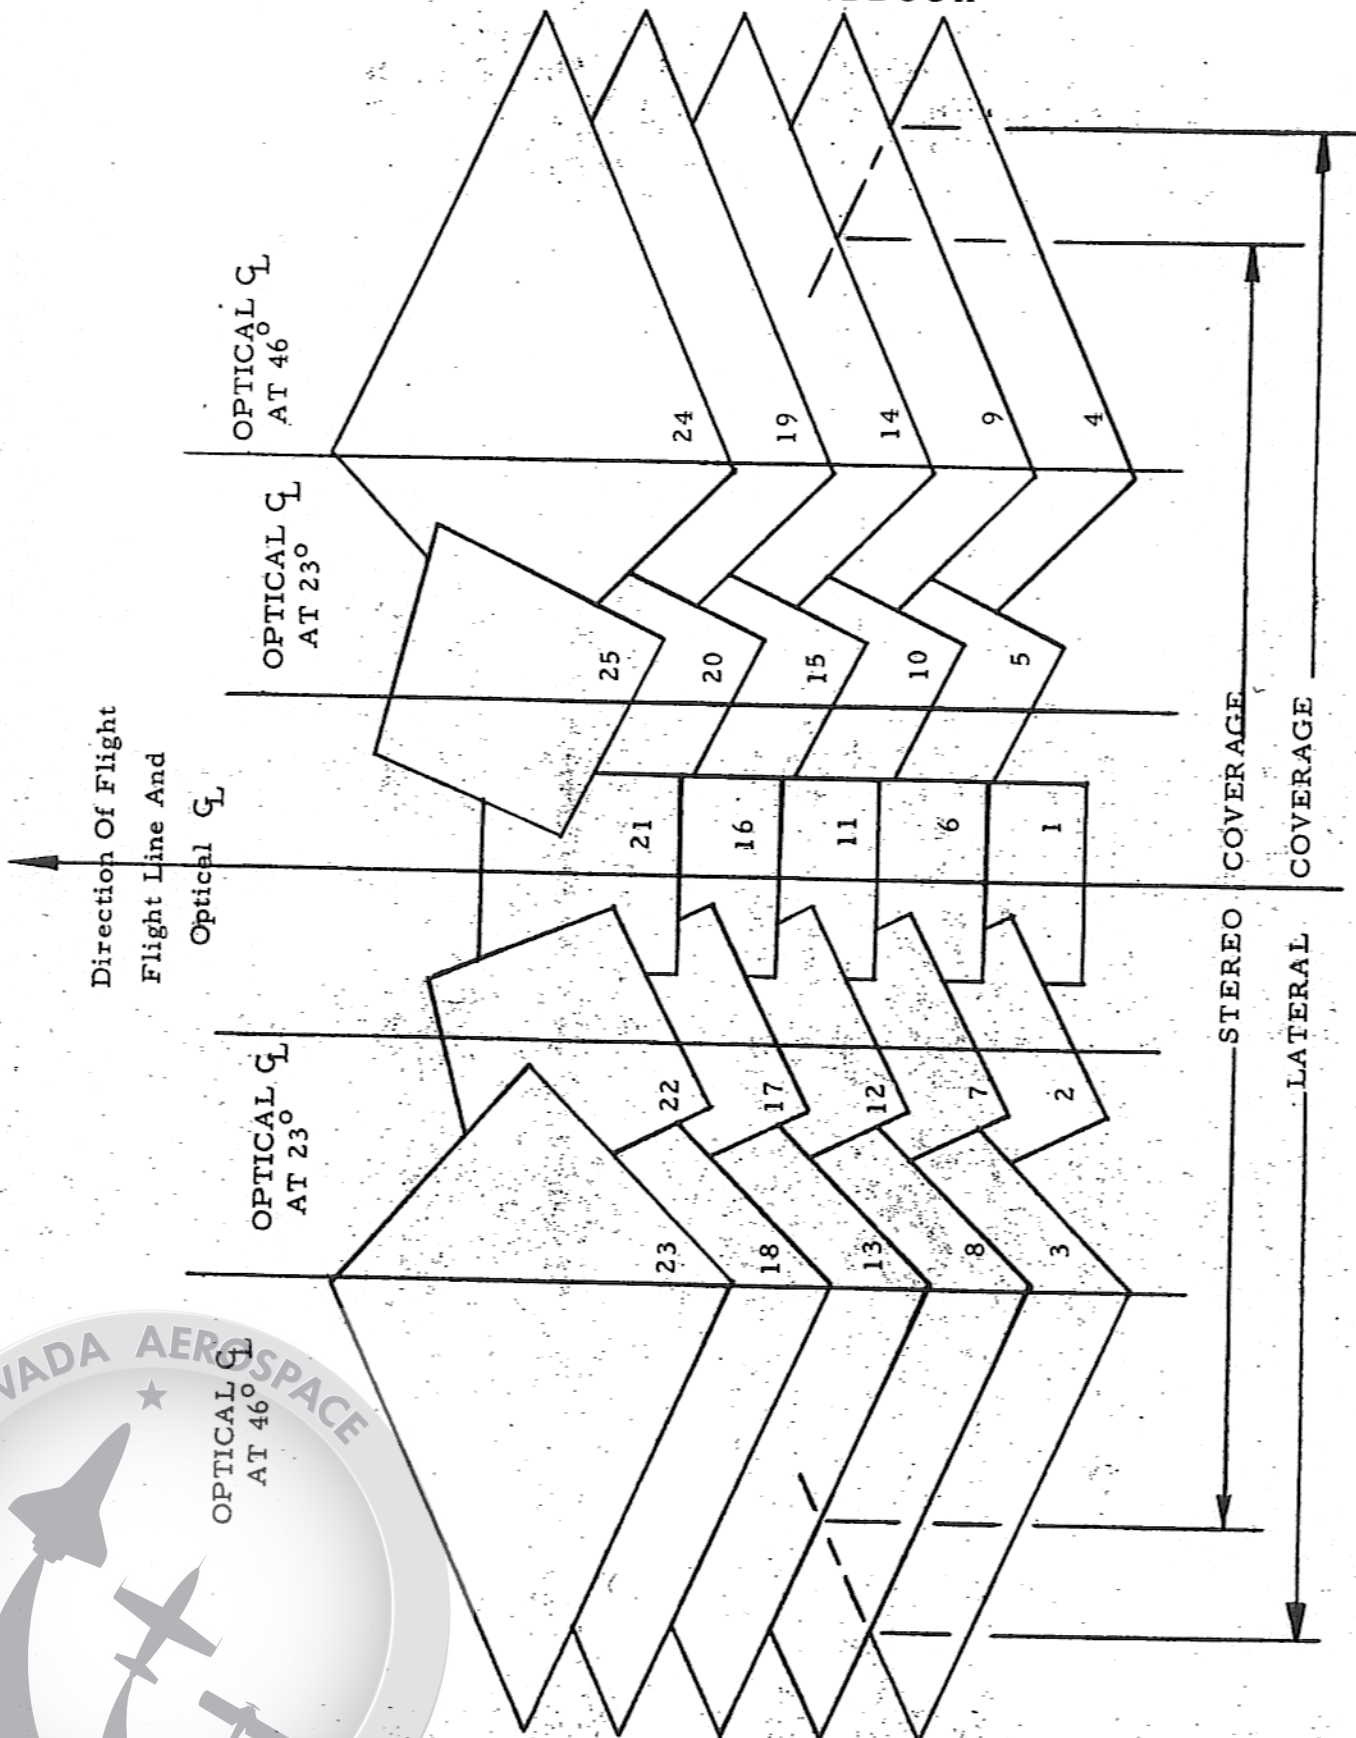 OPTICAL C̲L
AT 46°
OPTICAL C̲L
AT 23°
Direction Of Flight
Flight Line And
Optical C̲L
OPTICAL C̲L
AT 23°
OPTICAL C̲L
AT 46°
24
19
14
9
4
25
20
15
10
5
21
16
11
6
1
22
17
12
7
2
23
18
13
8
3
STEREO COVERAGE
LATERAL COVERAGE
AEROSPACE